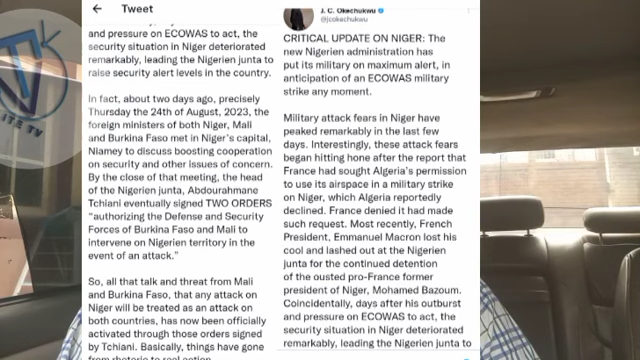 ITE TV
Tweet
and pressure on ECOWAS to act, the
security situation in Niger deteriorated
remarkably, leading the Nigerien junta to
raise security alert levels in the country.
In fact, about two days ago, precisely
Thursday the 24th of August, 2023, the
foreign ministers of both Niger, Mali
and Burkina Faso met in Niger's capital,
Niamey to discuss boosting cooperation
on security and other issues of concern.
By the close of that meeting, the head
of the Nigerien junta, Abdourahmane
Tchiani eventually signed TWO ORDERS
"authorizing the Defense and Security
Forces of Burkina Faso and Mali to
intervene on Nigerien territory in the
event of an attack."
So, all that talk and threat from Mali
and Burkina Faso, that any attack on
Niger will be treated as an attack on
both countries, has now been officially
activated through those orders signed
by Tchiani. Basically, things have gone
from rhetoric to real action
J. C. Okechukwu
@jcokechukwu
CRITICAL UPDATE ON NIGER: The
new Nigerien administration has
put its military on maximum alert, in
anticipation of an ECOWAS military
strike any moment.
Military attack fears in Niger have
peaked remarkably in the last few
days. Interestingly, these attack fears
began hitting hone after the report that
France had sought Algeria's permission
to use its airspace in a military strike
on Niger, which Algeria reportedly
declined. France denied it had made
such request. Most recently, French
President, Emmanuel Macron lost his
cool and lashed out at the Nigerien
junta for the continued detention
of the ousted pro-France former
president of Niger, Mohamed Bazoum.
Coincidentally, days after his outburst
and pressure on ECOWAS to act, the
security situation in Niger deteriorated
remarkably, leading the Nigerien junta to